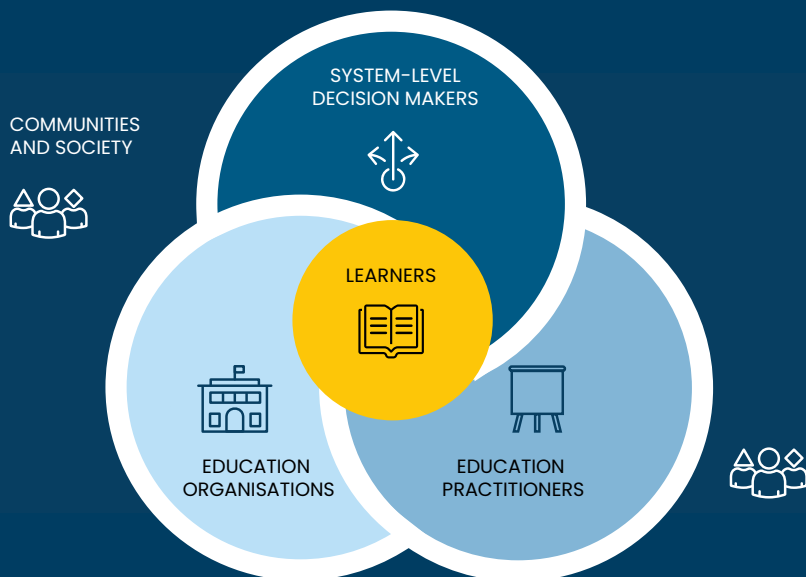 SYSTEM-LEVEL
DECISION MAKERS
COMMUNITIES
AND SOCIETY
LEARNERS
EDUCATION
ORGANISATIONS
EDUCATION
PRACTITIONERS